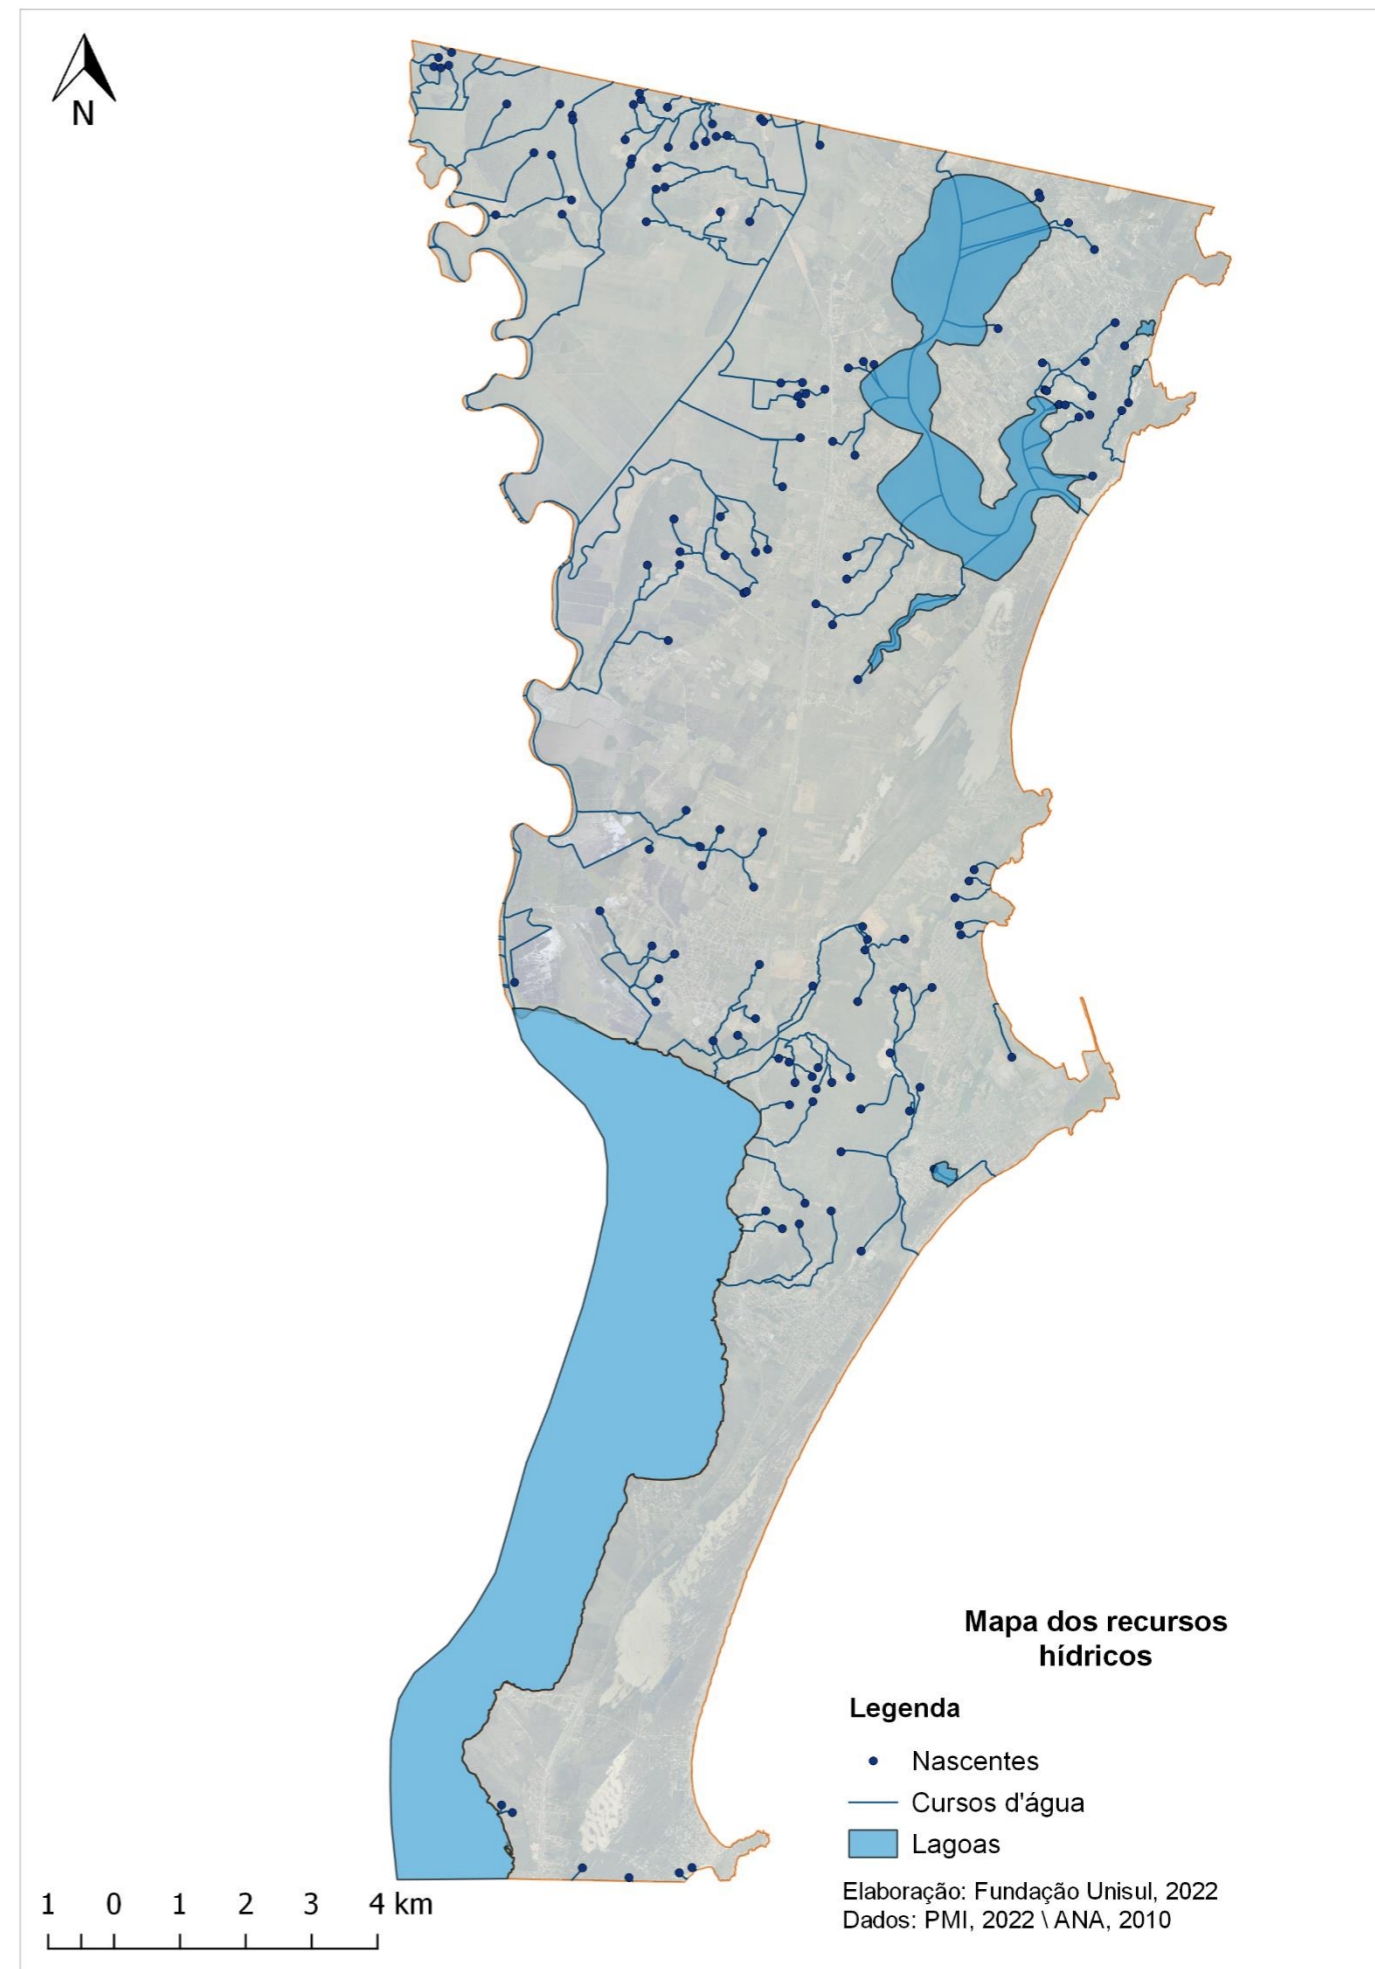 N
Mapa dos recursos
hídricos
Legenda
Nascentes
Cursos d'água
Lagoas
Elaboração: Fundação Unisul, 2022
Dados: PMI, 2022 \ ANA, 2010
1 0 1 2 3 4 km